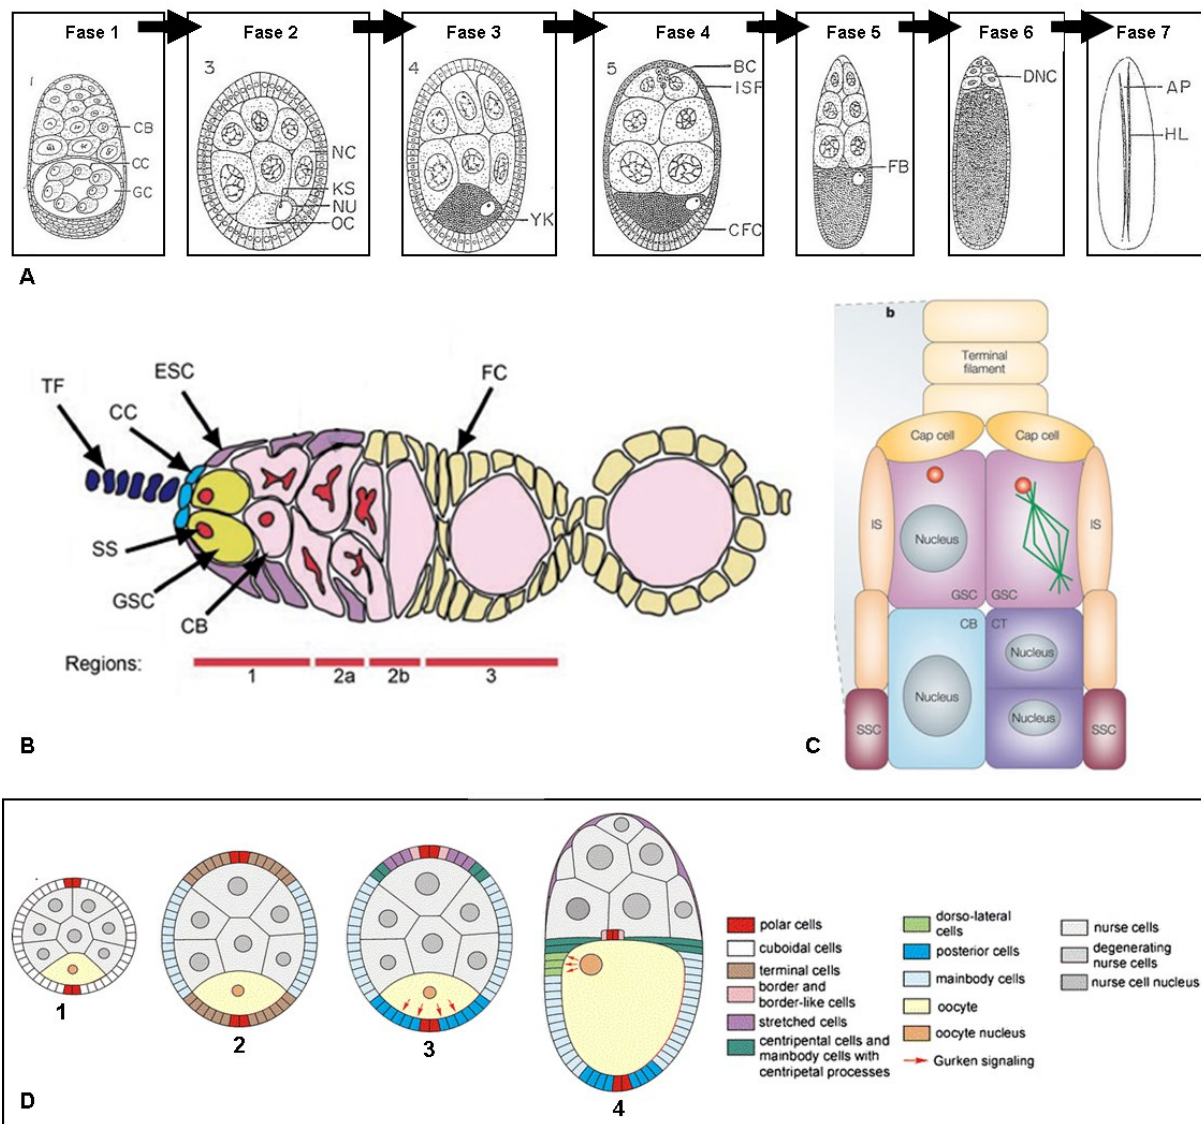 Fase 1
Fase 2
Fase 3
Fase 4
Fase 5
Fase 6
Fase 7
1
CB
CC
GC
3
NC
KS
NU
OC
4
YK
5
BC
ISF
CFC
FB
DNC
AP
HL
A
TF
CC
ESC
FC
SS
GSC
CB
Regions:
1
2a
2b
3
B
b
Terminal
filament
Cap cell
Cap cell
IS
IS
Nucleus
GSC
GSC
CB
CT
Nucleus
Nucleus
Nucleus
SSC
SSC
C
1
2
3
4
D
polar cells
cuboidal cells
terminal cells
border and
border-like cells
stretched cells
centripental cells and
mainbody cells with
centripetal processes
dorso-lateral
cells
posterior cells
mainbody cells
oocyte
oocyte nucleus
Gurken signaling
nurse cells
degenerating
nurse cells
nurse cell nucleus